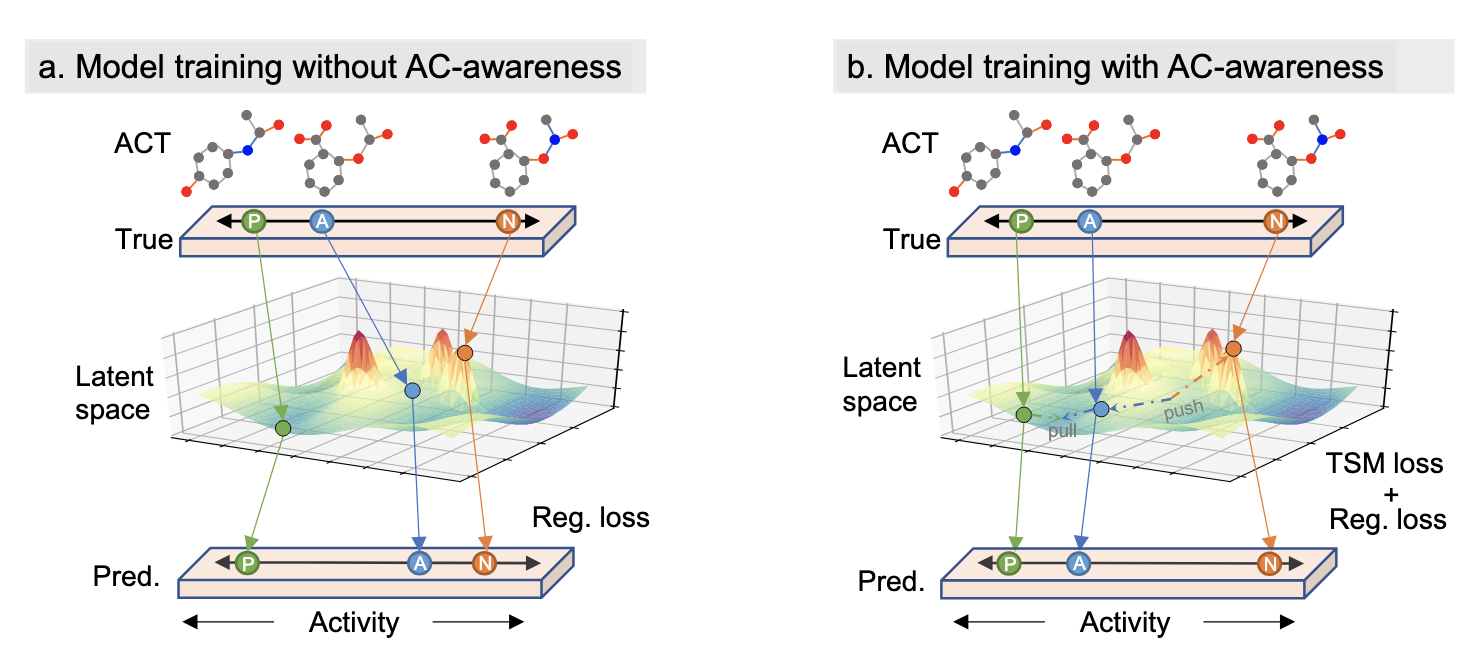 a. Model training without AC-awareness
ACT
True
P A N
Latent
space
Reg. loss
P A N
Pred.
Activity
b. Model training with AC-awareness
ACT
True
P A N
Latent
space
pull
push
TSM loss
+
Reg. loss
P A N
Pred.
Activity